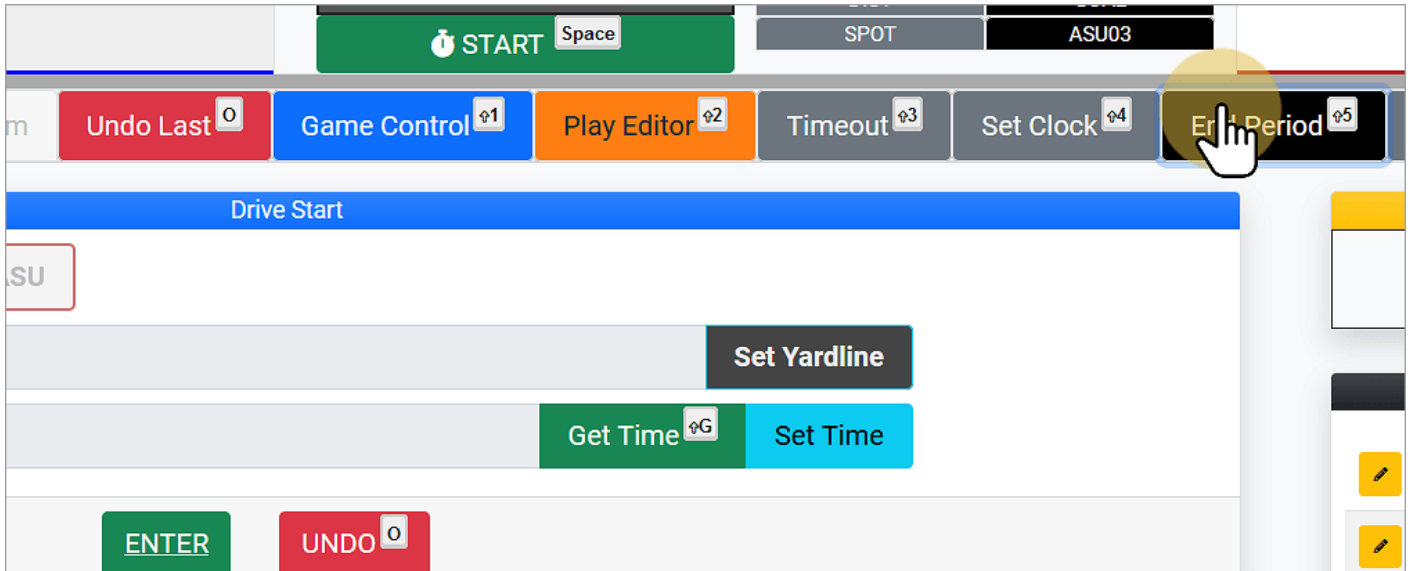 START Space
SPOT ASU03
Undo Last O Game Control ⇧1 Play Editor ⇧2 Timeout ⇧3 Set Clock ⇧4 End Period ⇧5
Drive Start
ASU
Set Yardline
Get Time ⇧G Set Time
ENTER UNDO O